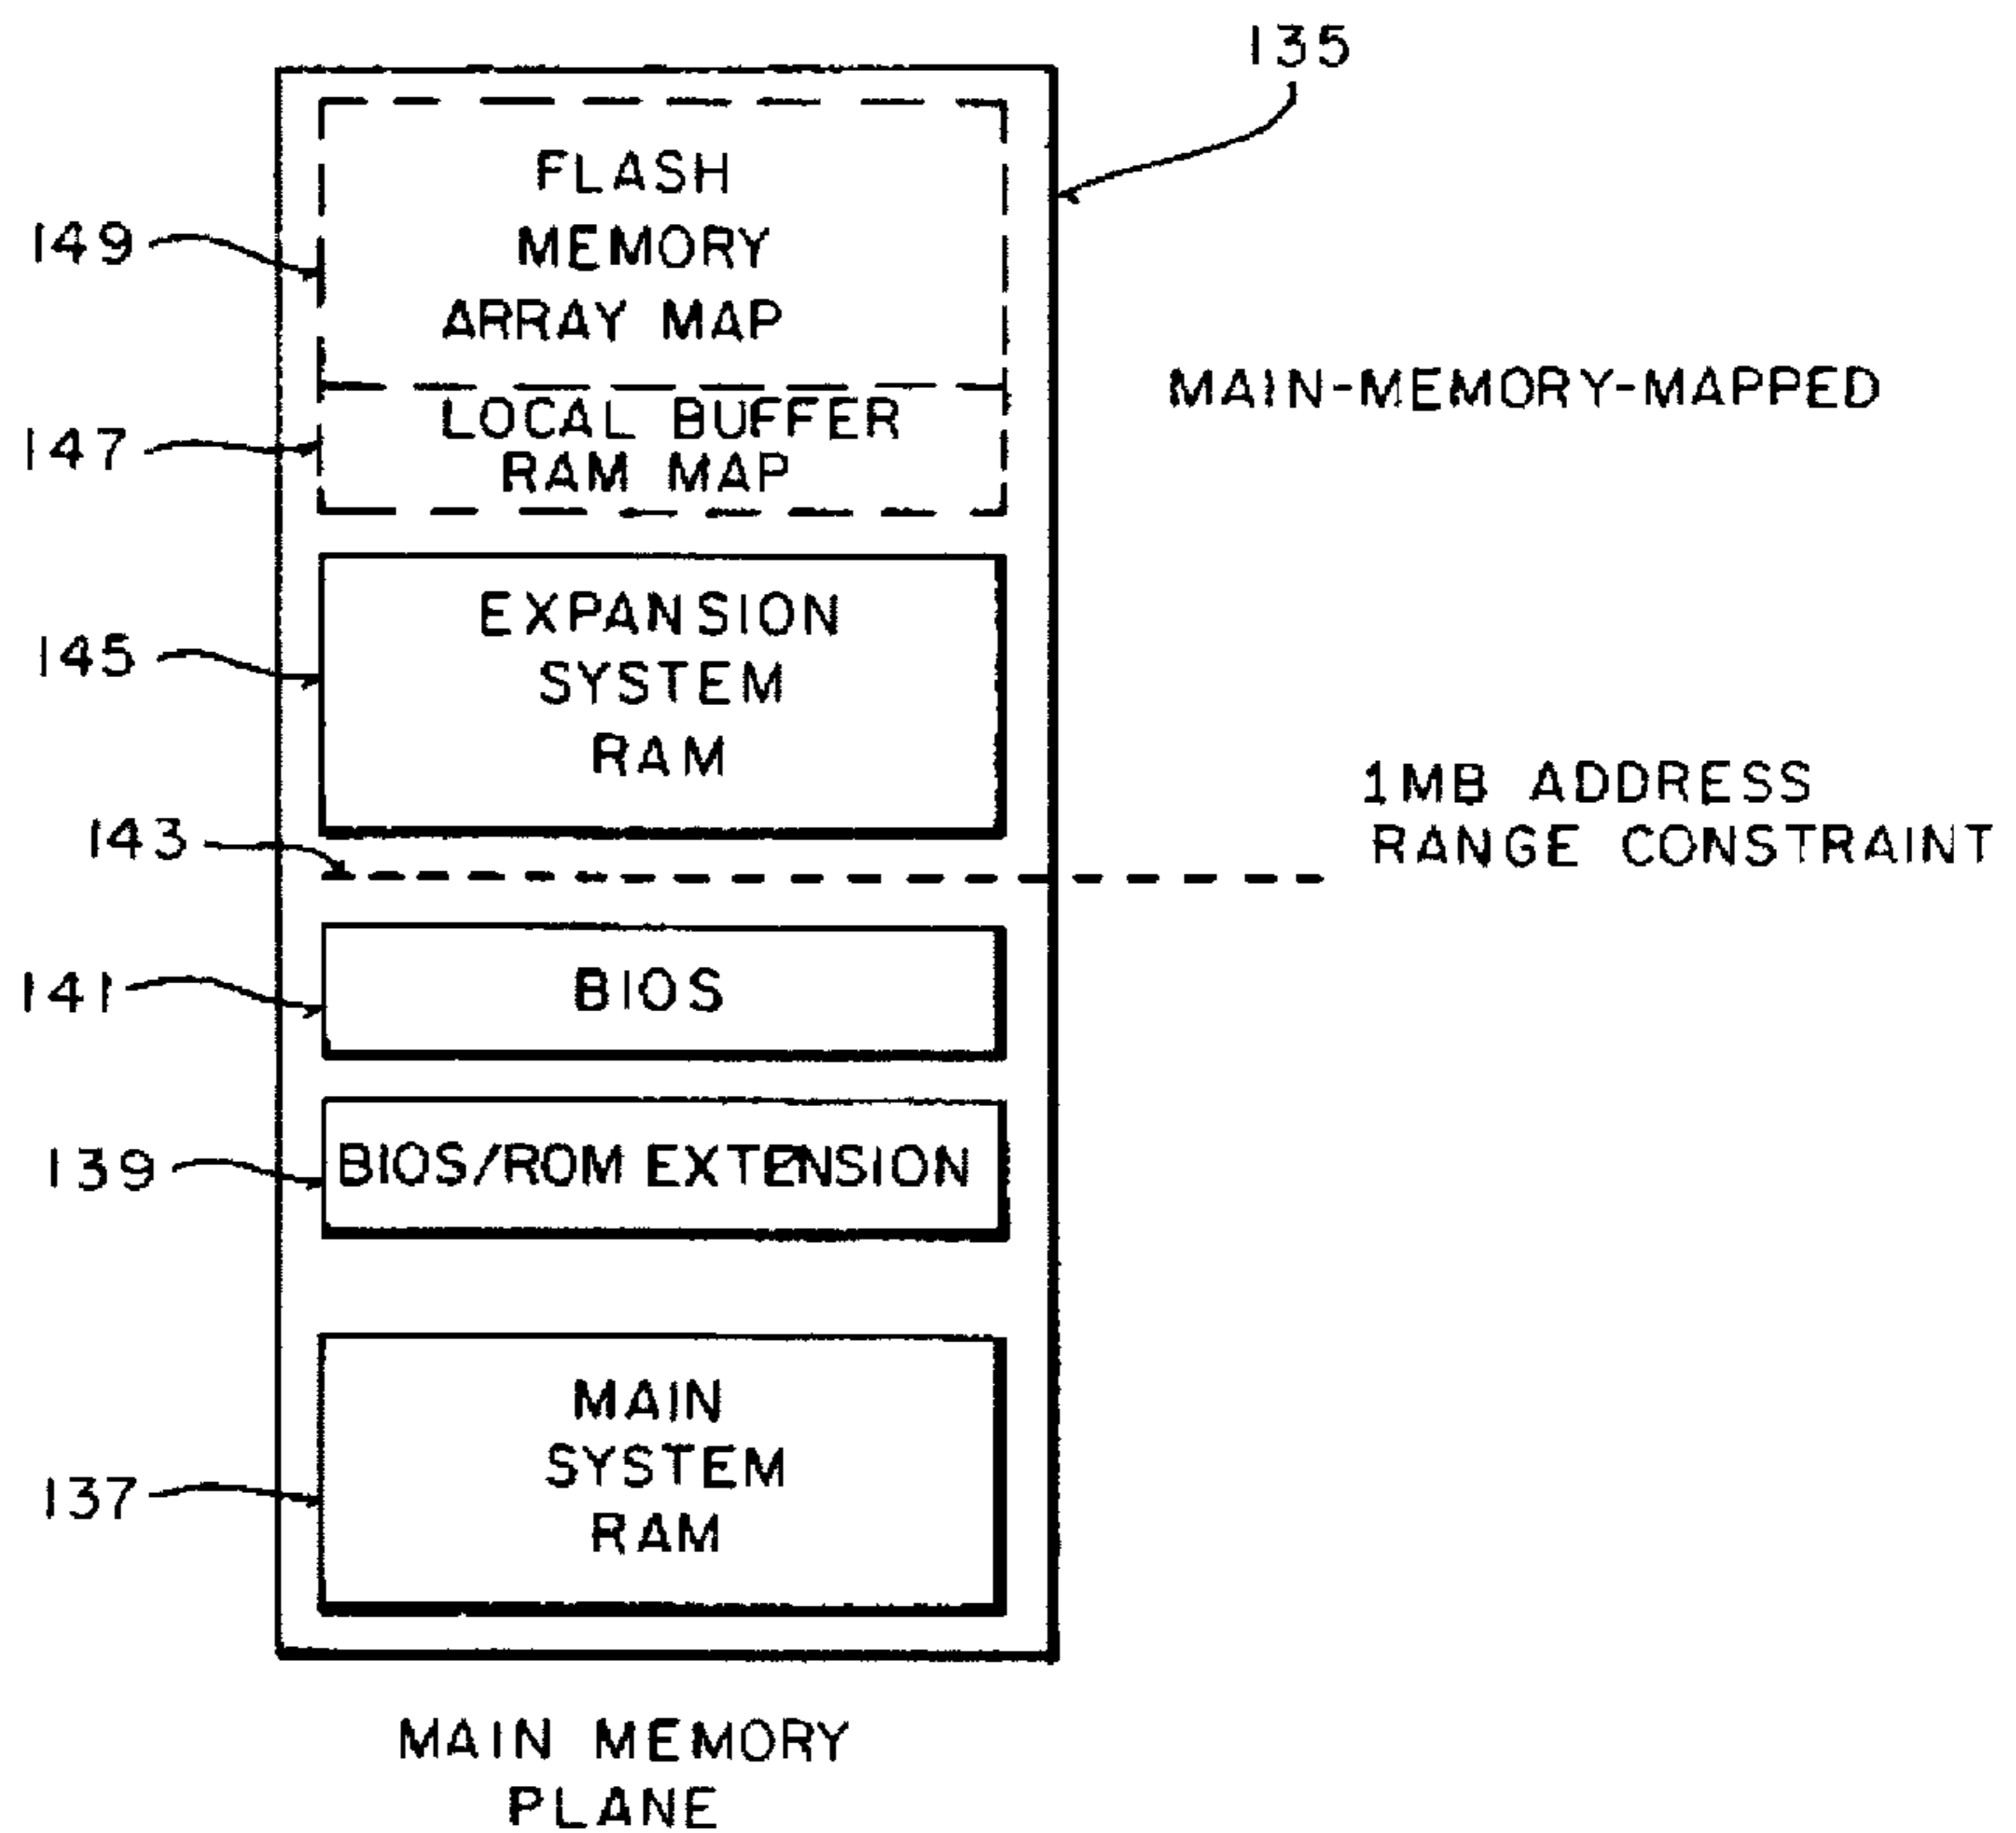 135
FLASH
MEMORY
ARRAY MAP
149
MAIN-MEMORY-MAPPED
LOCAL BUFFER
RAM MAP
147
EXPANSION
SYSTEM
RAM
145
1MB ADDRESS
RANGE CONSTRAINT
143
BIOS
141
BIOS/ROM EXTENSION
139
MAIN
SYSTEM
RAM
137
MAIN MEMORY
PLANE